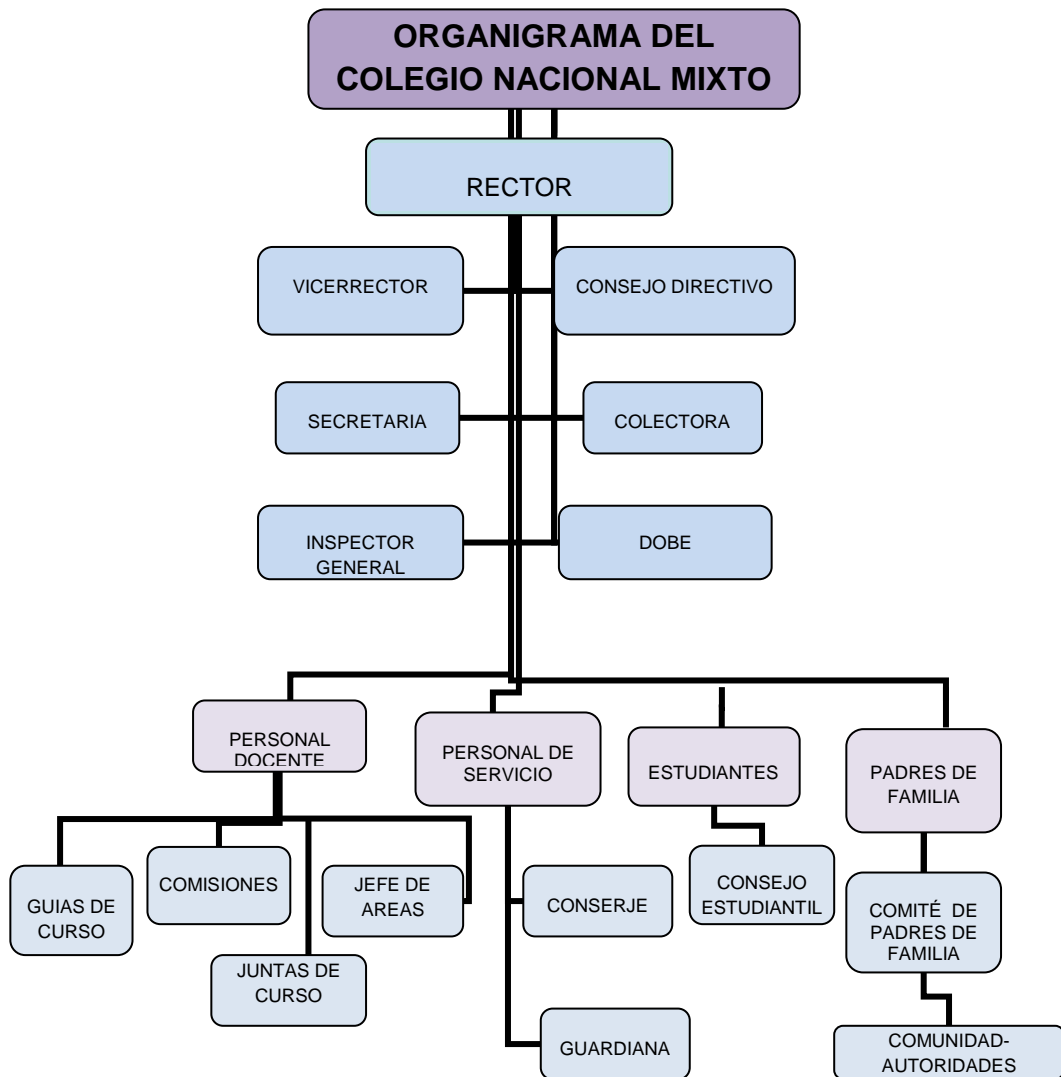 ORGANIGRAMA DEL
COLEGIO NACIONAL MIXTO
RECTOR
VICERRECTOR
CONSEJO DIRECTIVO
SECRETARIA
COLECTORA
INSPECTOR
GENERAL
DOBE
PERSONAL
DOCENTE
PERSONAL DE
SERVICIO
ESTUDIANTES
PADRES DE
FAMILIA
GUIAS DE
CURSO
COMISIONES
JUNTAS DE
CURSO
JEFE DE
AREAS
CONSERJE
GUARDIANA
CONSEJO
ESTUDIANTIL
COMITÉ DE
PADRES DE
FAMILIA
COMUNIDAD-
AUTORIDADES